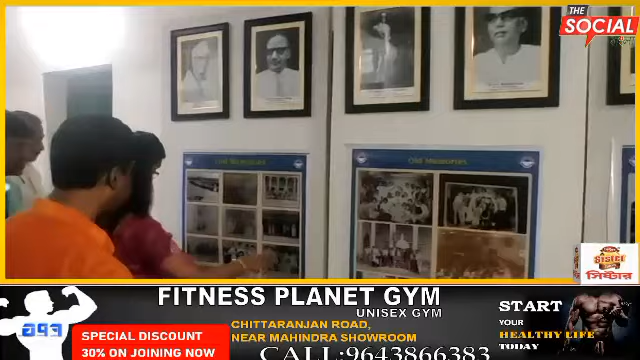 THE
SOCIAL
Old Memories
Old Memories
Sister
সিস্টার
FITNESS PLANET GYM
UNISEX GYM
SPECIAL DISCOUNT
30% ON JOINING NOW
CHITTARANJAN ROAD,
NEAR MAHINDRA SHOWROOM
CALL:9643866383
START
YOUR
HEALTHY LIFE
TODAY